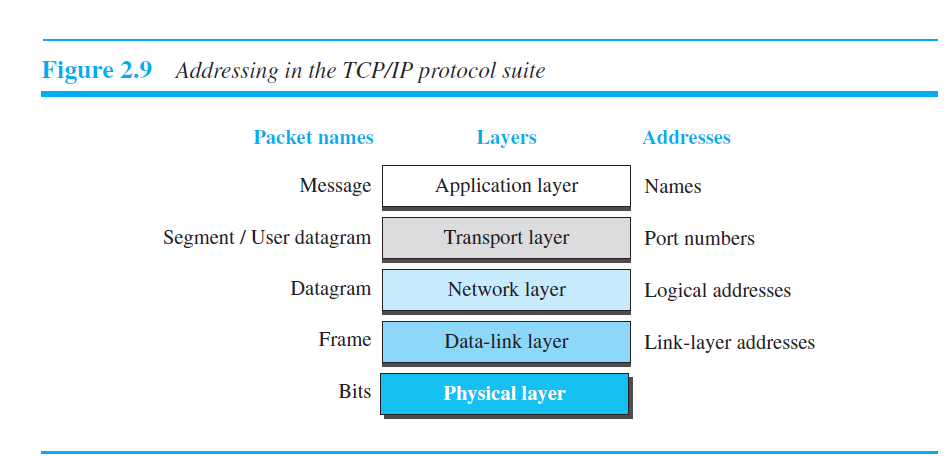 Figure 2.9 Addressing in the TCP/IP protocol suite
Packet names Layers Addresses
Message Application layer Names
Segment / User datagram Transport layer Port numbers
Datagram Network layer Logical addresses
Frame Data-link layer Link-layer addresses
Bits Physical layer